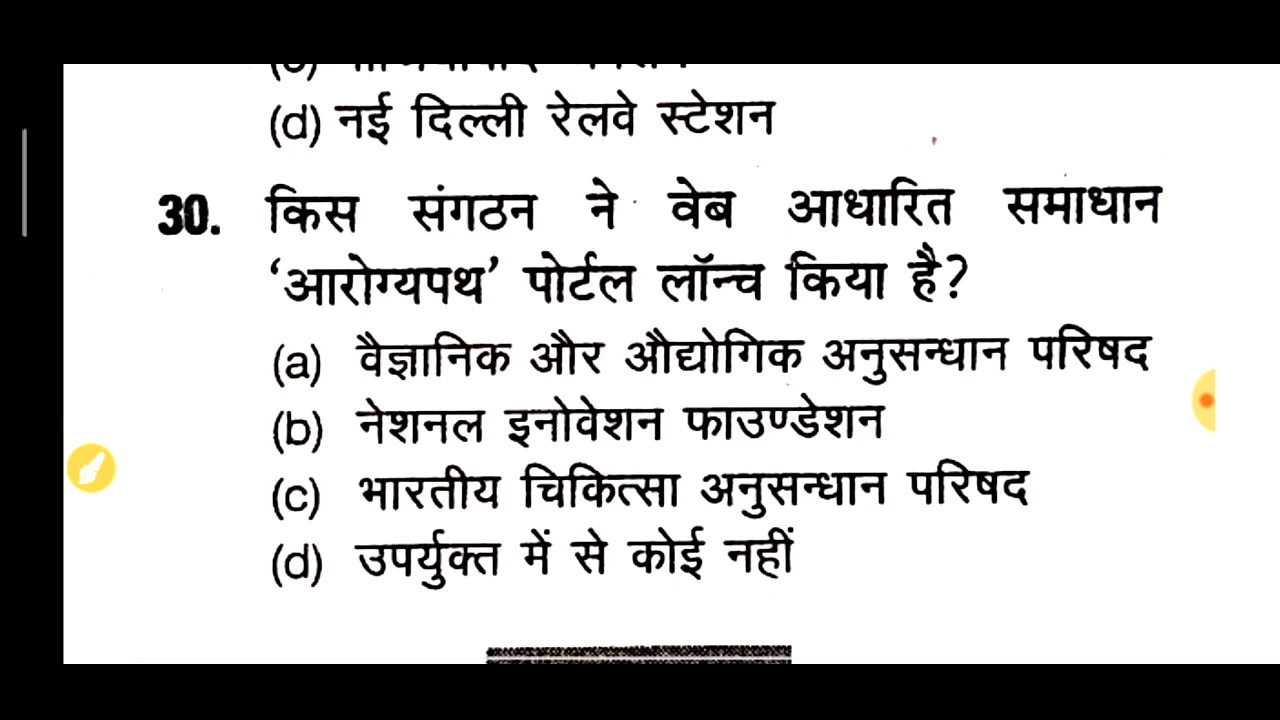 (d) नई दिल्ली रेलवे स्टेशन
30. किस संगठन ने वेब आधारित समाधान
‘आरोग्यपथ’ पोर्टल लॉन्च किया है?
(a) वैज्ञानिक और औद्योगिक अनुसन्धान परिषद
(b) नेशनल इनोवेशन फाउण्डेशन
(c) भारतीय चिकित्सा अनुसन्धान परिषद
(d) उपर्युक्त में से कोई नहीं